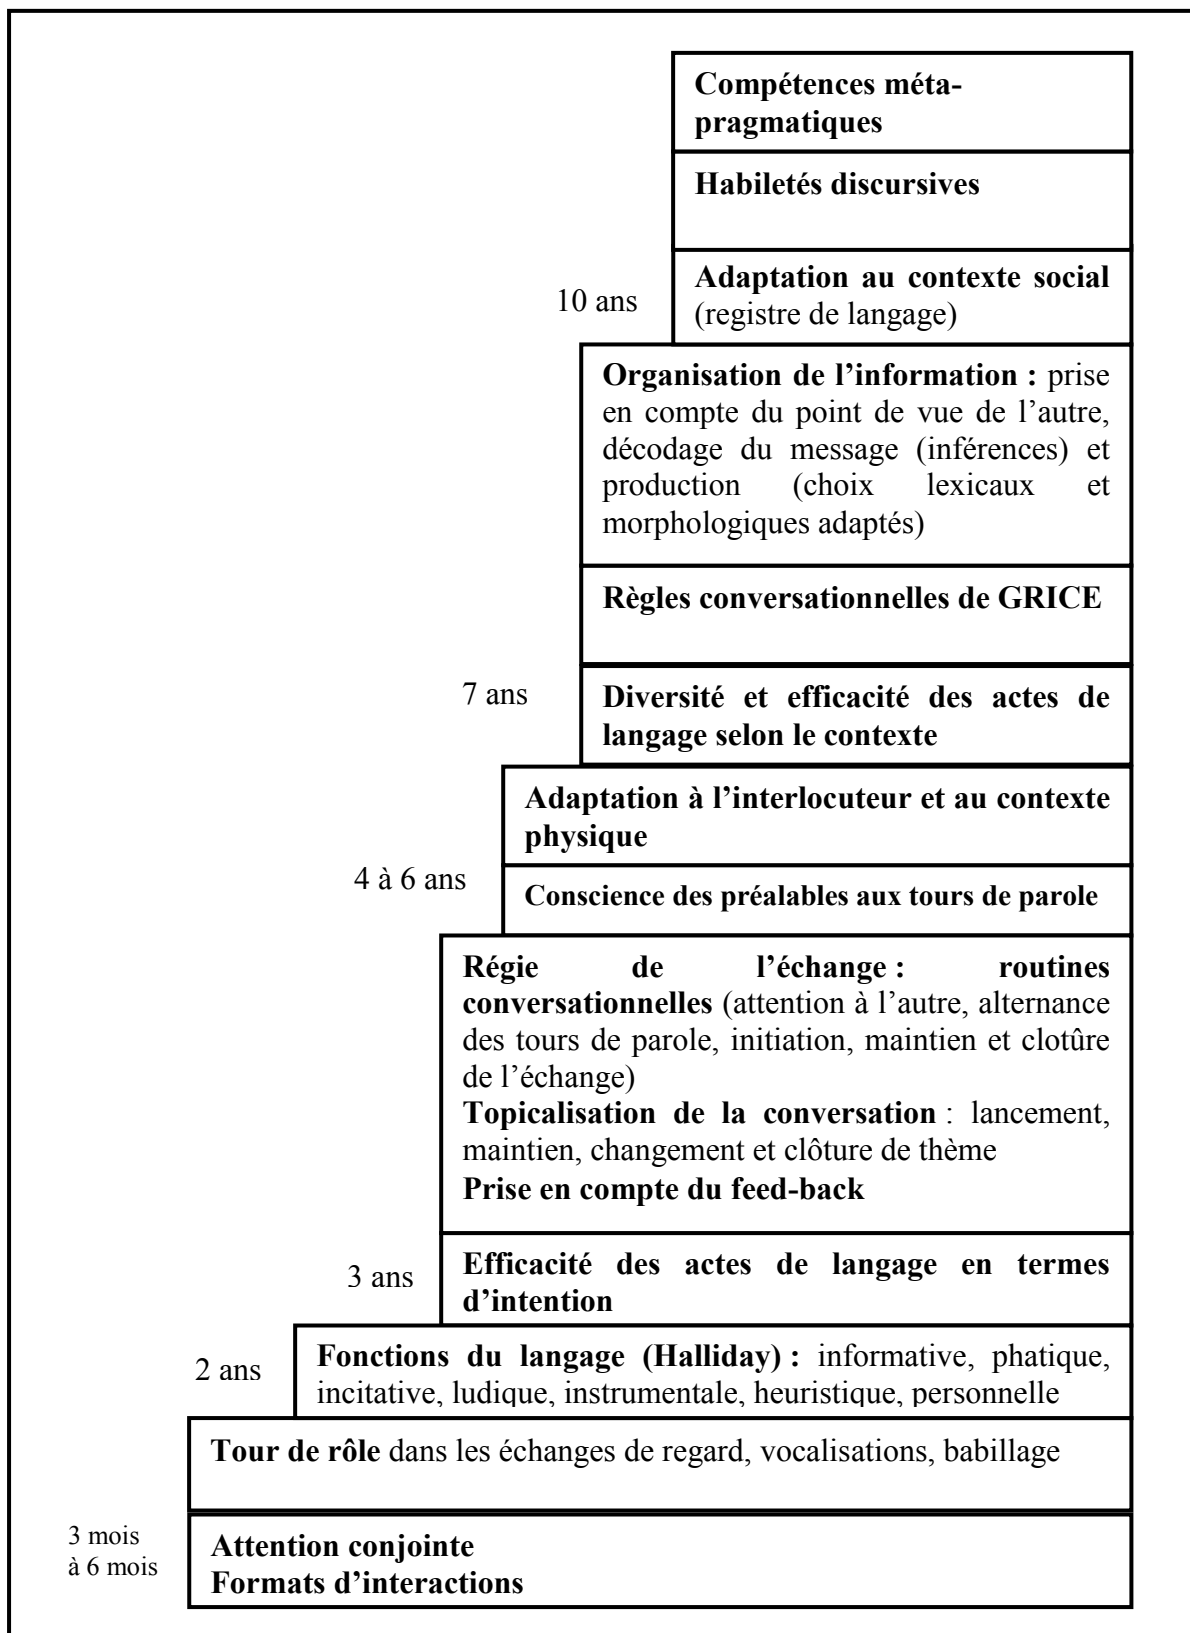 Compétences méta-
pragmatiques
Habiletés discursives
10 ans
Adaptation au contexte social
(registre de langage)
Organisation de l’information : prise
en compte du point de vue de l’autre,
décodage du message (inférences) et
production (choix lexicaux et
morphologiques adaptés)
Règles conversationnelles de GRICE
7 ans
Diversité et efficacité des actes de
langage selon le contexte
Adaptation à l’interlocuteur et au contexte
physique
4 à 6 ans
Conscience des préalables aux tours de parole
Régie de l’échange : routines
conversationnelles (attention à l’autre, alternance
des tours de parole, initiation, maintien et clotûre
de l’échange)
Topicalisation de la conversation : lancement,
maintien, changement et clôture de thème
Prise en compte du feed-back
3 ans
Efficacité des actes de langage en termes
d’intention
2 ans
Fonctions du langage (Halliday) : informative, phatique,
incitative, ludique, instrumentale, heuristique, personnelle
Tour de rôle dans les échanges de regard, vocalisations, babillage
3 mois
à 6 mois
Attention conjointe
Formats d’interactions